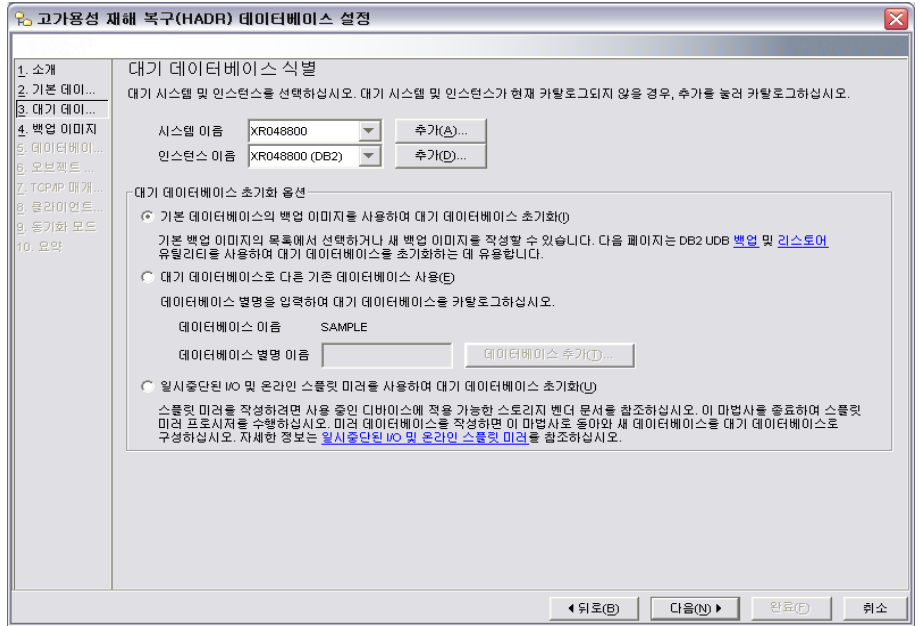 고가용성 재해 복구(HADR) 데이터베이스 설정
1. 소개
2. 기본 데이...
3. 대기 데이...
4. 백업 이미지
5. 데이터베이...
6. 오브젝트 ...
7. TCP/IP 매개...
8. 클라이언트...
9. 동기화 모드
10. 요약
대기 데이터베이스 식별
대기 시스템 및 인스턴스를 선택하십시오. 대기 시스템 및 인스턴스가 현재 카탈로그되지 않을 경우, 추가를 눌러 카탈로그하십시오.
시스템 이름 XR048800 추가(A)...
인스턴스 이름 XR048800 (DB2) 추가(D)...
대기 데이터베이스 초기화 옵션
기본 데이터베이스의 백업 이미지를 사용하여 대기 데이터베이스 초기화(I)
기본 백업 이미지의 목록에서 선택하거나 새 백업 이미지를 작성할 수 있습니다. 다음 페이지는 DB2 UDB 백업 및 리스토어
유틸리티를 사용하여 대기 데이터베이스를 초기화하는 데 유용합니다.
대기 데이터베이스로 다른 기존 데이터베이스 사용(E)
데이터베이스 별명을 입력하여 대기 데이터베이스를 카탈로그하십시오.
데이터베이스 이름 SAMPLE
데이터베이스 별명 이름 데이터베이스 추가(T)...
일시중단된 I/O 및 온라인 스플릿 미러를 사용하여 대기 데이터베이스 초기화(U)
스플릿 미러를 작성하려면 사용 중인 디바이스에 적용 가능한 스토리지 벤더 문서를 참조하십시오. 이 마법사를 종료하여 스플릿
미러 프로시저를 수행하십시오. 미러 데이터베이스를 작성하면 이 마법사로 돌아와 새 데이터베이스를 대기 데이터베이스로
구성하십시오. 자세한 정보는 일시중단된 I/O 및 온라인 스플릿 미러를 참조하십시오.
뒤로(B) 다음(N) 완료(F) 취소